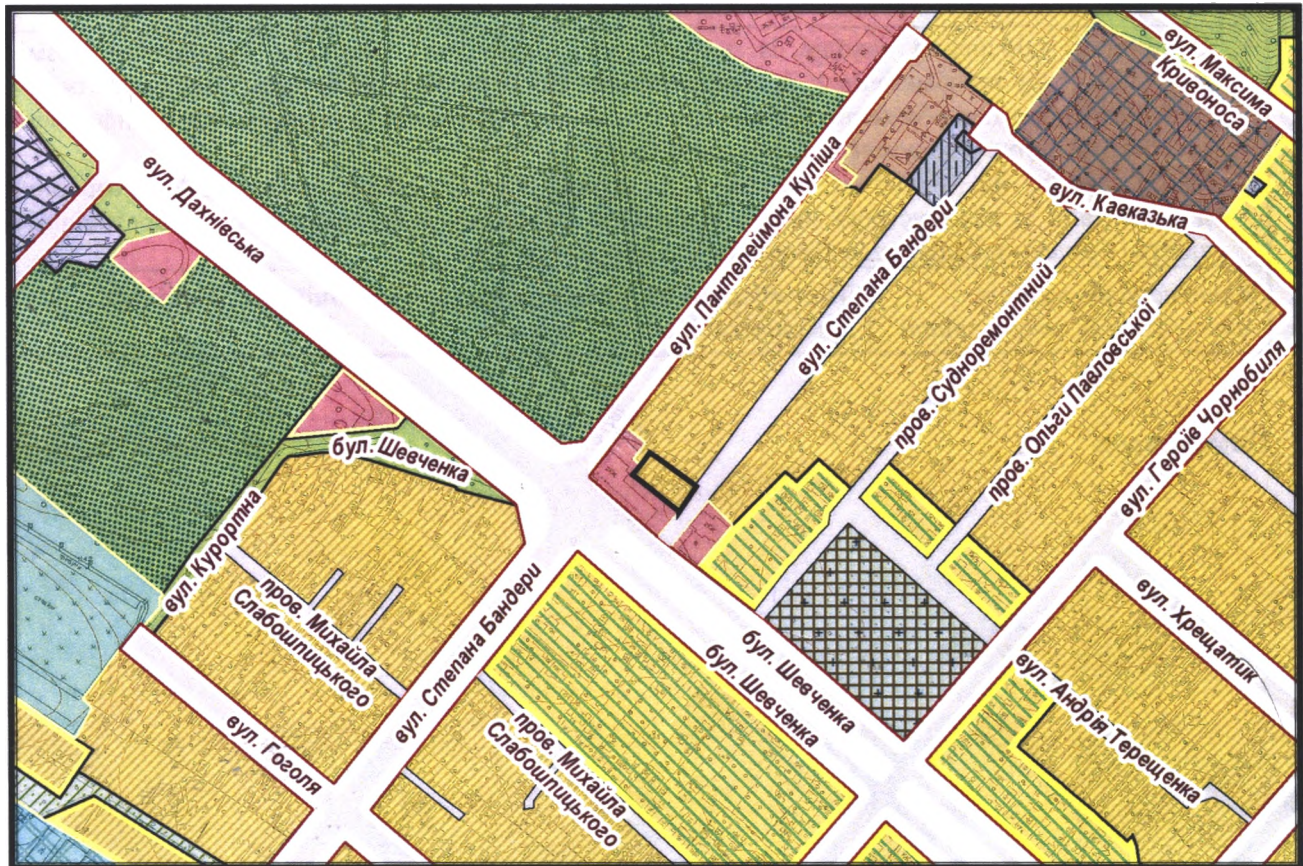 вул. Максима
Кривоноса
вул. Дахнівська
вул. Пантелеймона Куліша
вул. Кавказька
вул. Степана Бандери
пров. Судноремонтний
пров. Ольги Павловської
вул. Героїв Чорнобиля
бул. Шевченка
вул. Курортна
пров. Михайла
Слабошпицького
вул. Степана Бандери
вул. Гоголя
бул. Шевченка
бул. Шевченка
пров. Михайла
Слабошпицького
вул. Хрещатик
вул. Андрія Терещенка